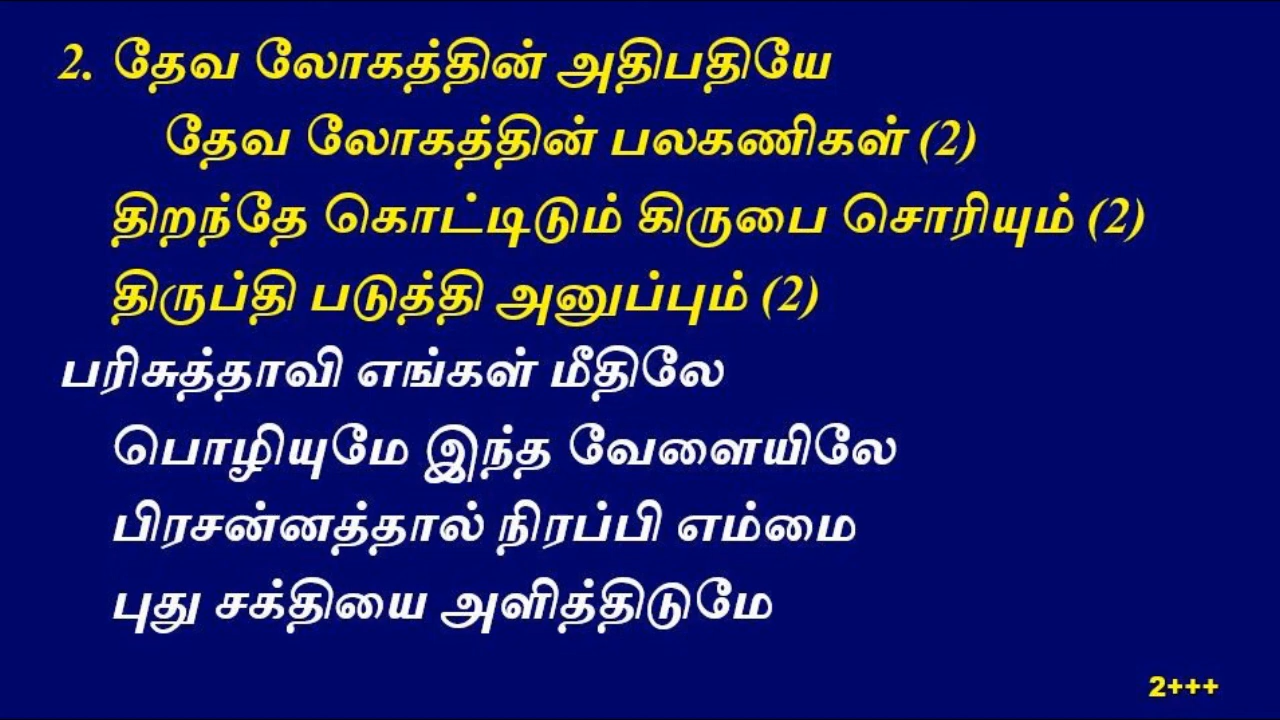 2. தேவ லோகத்தின் அதிபதியே
தேவ லோகத்தின் பலகணிகள் (2)
திறந்தே கொட்டிடும் கிருபை சொரியும் (2)
திருப்தி படுத்தி அனுப்பும் (2)
பரிசுத்தாவி எங்கள் மீதிலே
பொழியுமே இந்த வேளையிலே
பிரசன்னத்தால் நிரப்பி எம்மை
புது சக்தியை அளித்திடுமே
2+++